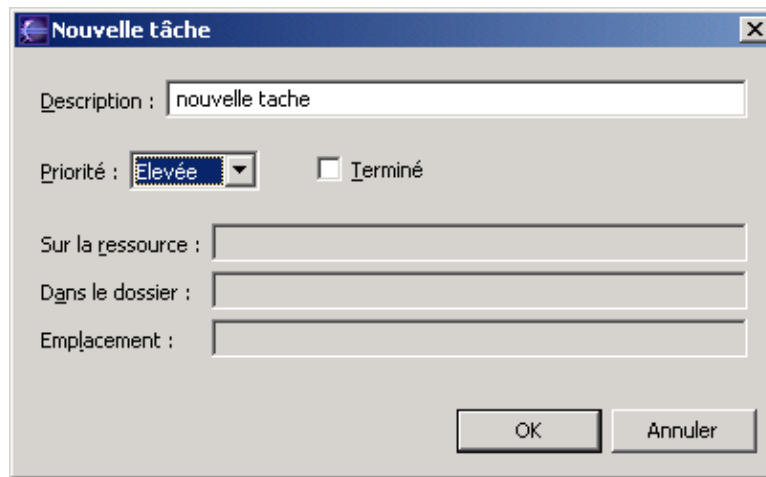 Nouvelle tâche
Description : nouvelle tache
Priorité : Elevée Terminé
Sur la ressource :
Dans le dossier :
Emplacement :
OK Annuler